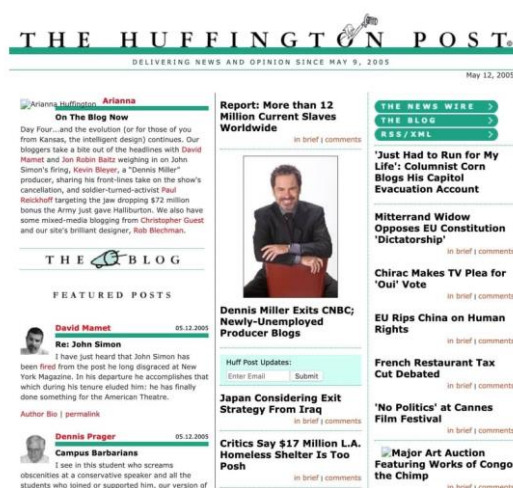 THE HUFFINGTON POST
DELIVERING NEWS AND OPINION SINCE MAY 9, 2005
May 12, 2005
Arianna Huffington
Arianna
On The Blog Now
Day Four...and the evolution (or for those of you
from Kansas, the intelligent design) continues. Our
bloggers take a bite out of the headlines with David
Mamet and Jon Robin Baitz weighing in on John
Simon's firing, Kevin Bleyer, a "Dennis Miller"
producer, sharing his front-lines take on the show's
cancellation, and soldier-turned-activist Paul
Reickhoff targeting the jaw dropping $72 million
bonus the Army just gave Halliburton. We also have
some mixed-media blogging from Christopher Guest
and our site's brilliant designer, Rob Blechman.
THE BLOG
FEATURED POSTS
David Mamet 05.12.2005
Re: John Simon
I have just heard that John Simon has
been fired from the post he long disgraced at New
York Magazine. In his departure he accomplishes that
which during his tenure eluded him: he has finally
done something for the American Theatre.
Author Bio | permalink
Dennis Prager 05.12.2005
Campus Barbarians
I see in this student who screams
obscenities at a conservative speaker and all the
students who joined or supported him, our version of
Report: More than 12
Million Current Slaves
Worldwide
in brief | comments
Dennis Miller Exits CNBC;
Newly-Unemployed
Producer Blogs
Huff Post Updates:
Enter Email Submit
Japan Considering Exit
Strategy From Iraq
in brief | comments
Critics Say $17 Million L.A.
Homeless Shelter Is Too
Posh
in brief | comments
THE NEWS WIRE >
THE BLOG >
RSS/XML >
'Just Had to Run for My
Life': Columnist Corn
Blogs His Capitol
Evacuation Account
Mitterrand Widow
Opposes EU Constitution
'Dictatorship'
in brief | comments
Chirac Makes TV Plea for
'Oui' Vote
in brief | comments
EU Rips China on Human
Rights
in brief | comments
French Restaurant Tax
Cut Debated
in brief | comments
'No Politics' at Cannes
Film Festival
in brief | comments
Major Art Auction
Featuring Works of Congo
the Chimp
in brief | comments